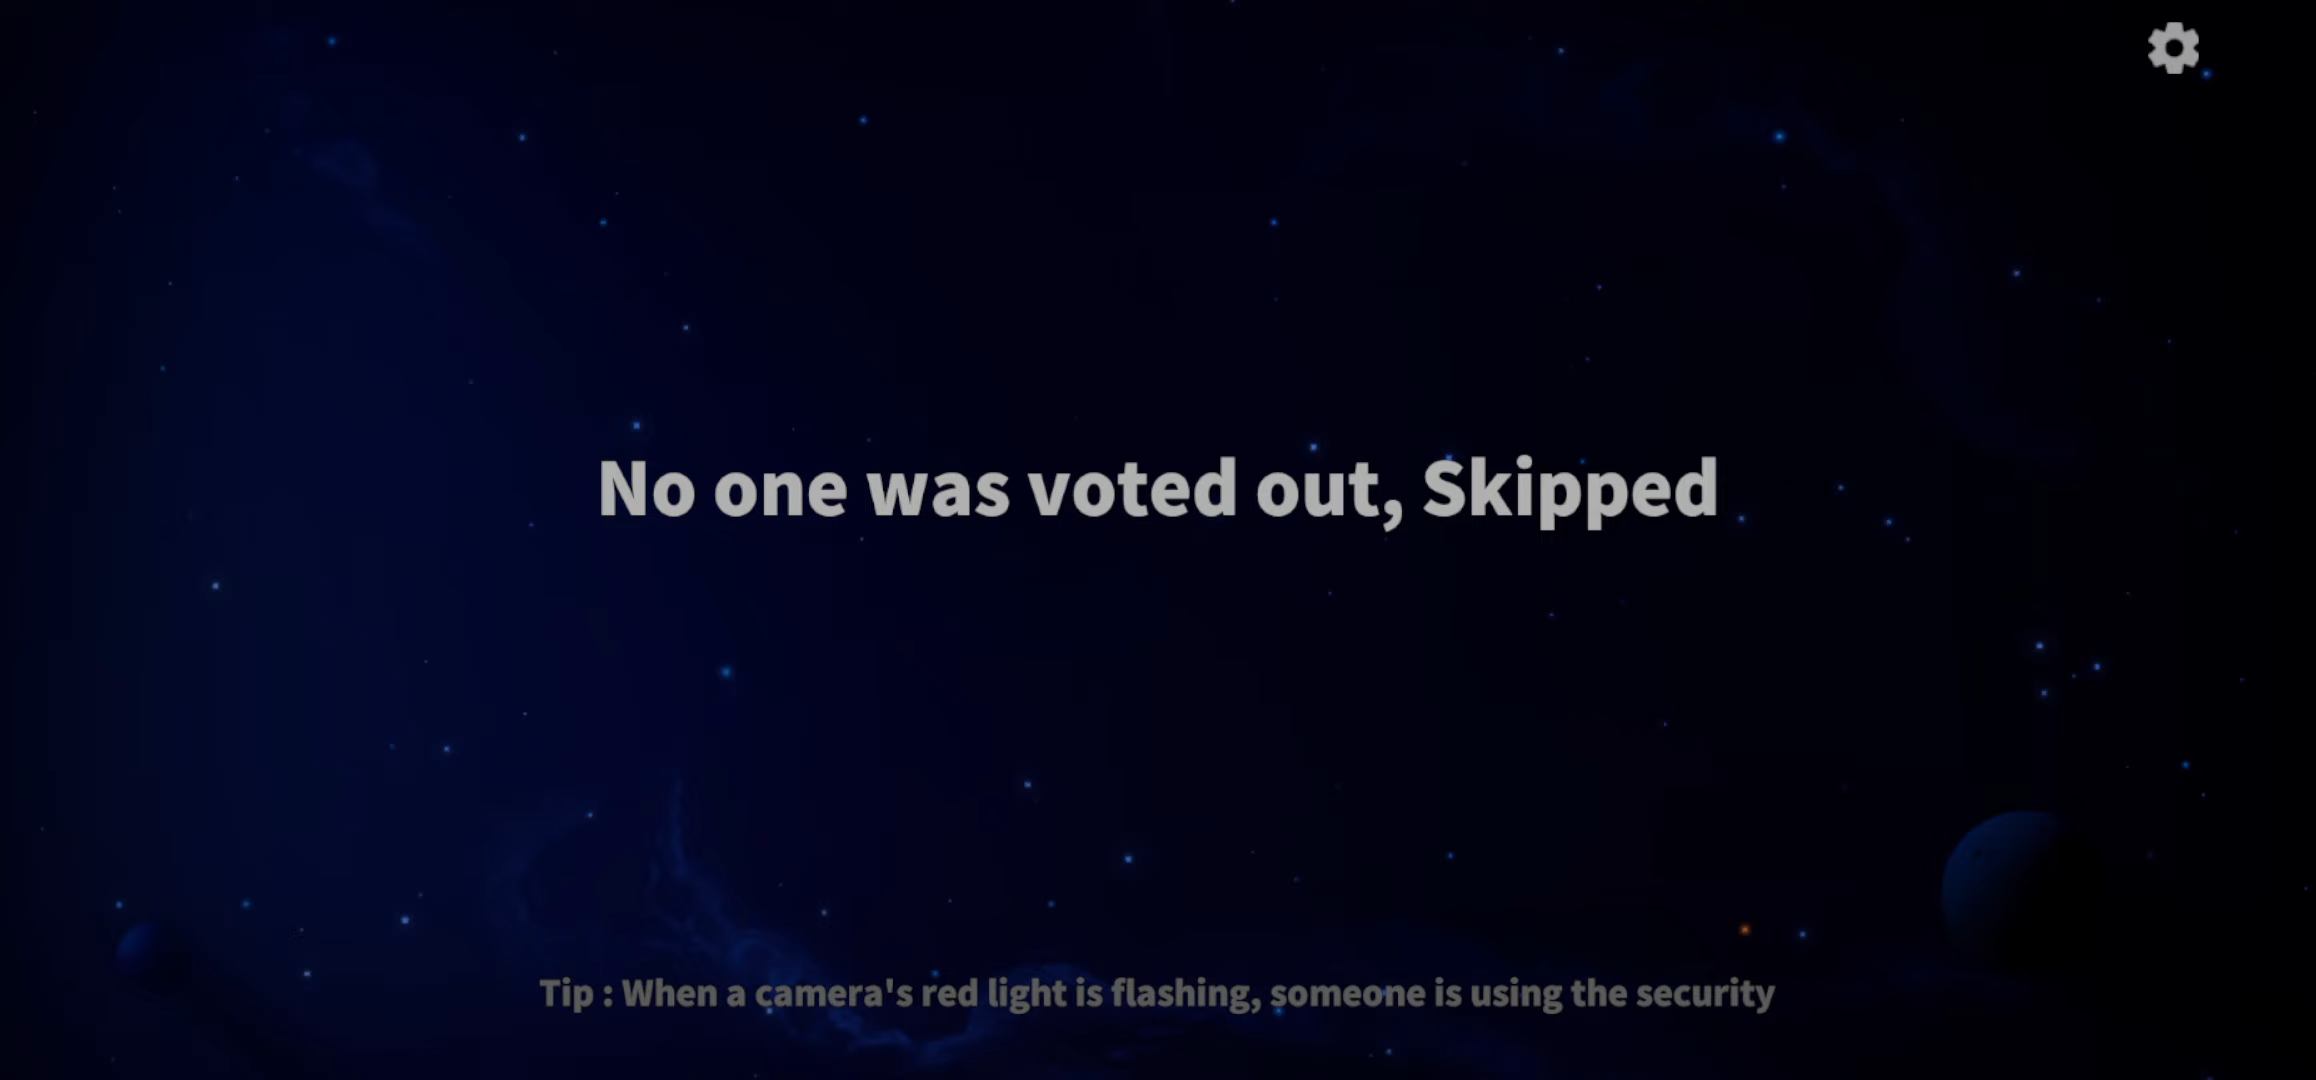 No one was voted out, Skipped
Tip : When a camera's red light is flashing, someone is using the security